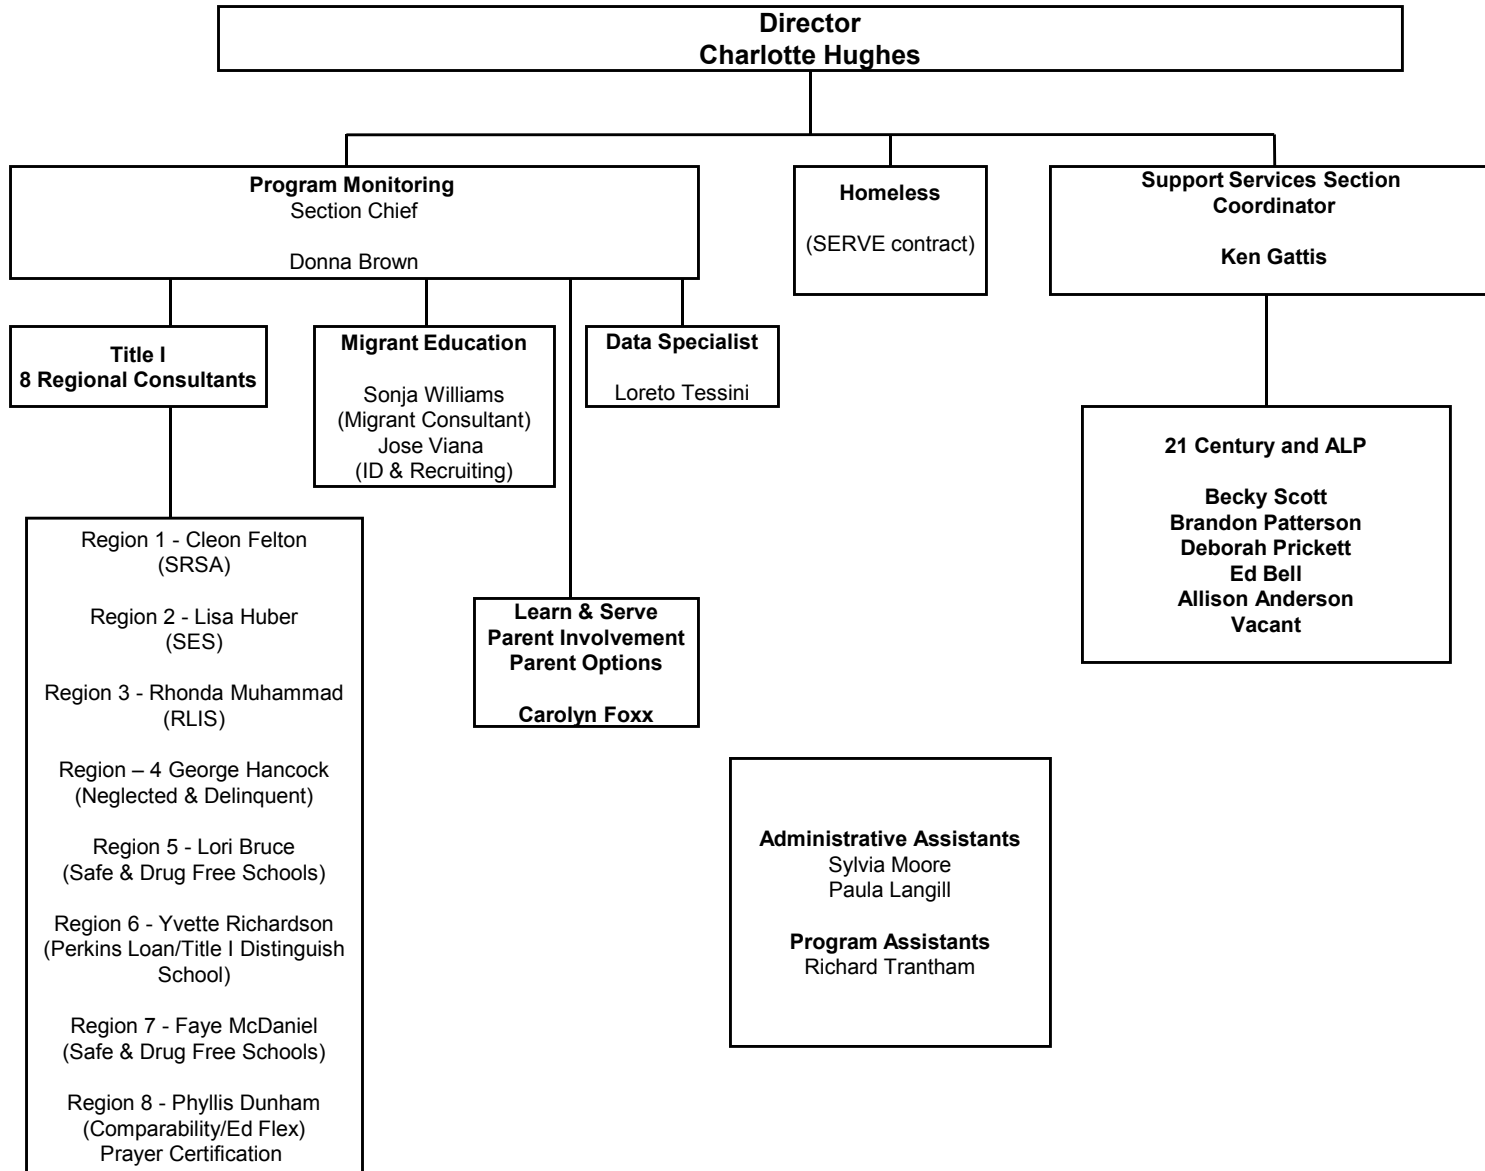 Director
Charlotte Hughes
Program Monitoring
Section Chief
Donna Brown
Homeless
(SERVE contract)
Support Services Section
Coordinator
Ken Gattis
Title I
8 Regional Consultants
Migrant Education
Sonja Williams
(Migrant Consultant)
Jose Viana
(ID & Recruiting)
Data Specialist
Loreto Tessini
21 Century and ALP
Becky Scott
Brandon Patterson
Deborah Prickett
Ed Bell
Allison Anderson
Vacant
Region 1 - Cleon Felton
(SRSA)
Region 2 - Lisa Huber
(SES)
Region 3 - Rhonda Muhammad
(RLIS)
Region – 4 George Hancock
(Neglected & Delinquent)
Region 5 - Lori Bruce
(Safe & Drug Free Schools)
Region 6 - Yvette Richardson
(Perkins Loan/Title I Distinguish
School)
Region 7 - Faye McDaniel
(Safe & Drug Free Schools)
Region 8 - Phyllis Dunham
(Comparability/Ed Flex)
Prayer Certification
Learn & Serve
Parent Involvement
Parent Options
Carolyn Foxx
Administrative Assistants
Sylvia Moore
Paula Langill
Program Assistants
Richard Trantham